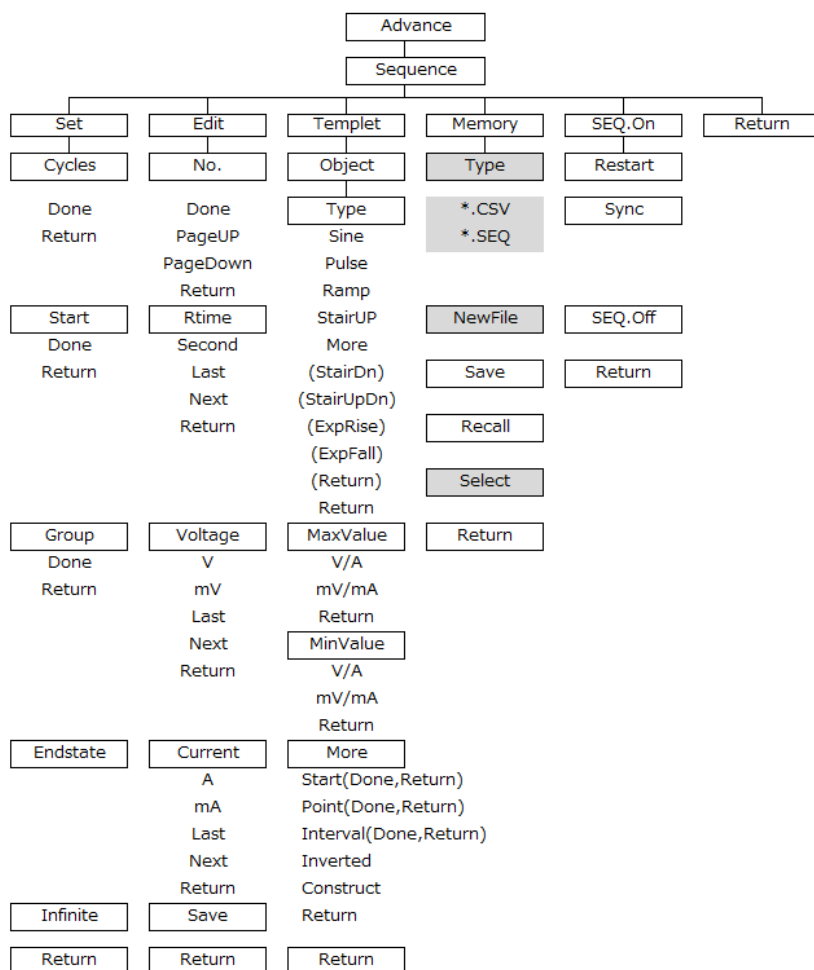 Advance
Sequence
Set Edit Templet Memory SEQ.On Return
Cycles No. Object Type Restart
Done Done Type *.CSV Sync
Return PageUP Sine *.SEQ
PageDown Pulse
Return Ramp
Start Rtime StairUP NewFile SEQ.Off
Done Second More
Return Last (StairDn) Save Return
Next (StairUpDn)
Return (ExpRise) Recall
(ExpFall)
(Return) Select
Return
Group Voltage MaxValue Return
Done V V/A
Return mV mV/mA
Last Return
Next MinValue
Return V/A
mV/mA
Return
Endstate Current More
A Start(Done,Return)
mA Point(Done,Return)
Last Interval(Done,Return)
Next Inverted
Return Construct
Infinite Save Return
Return Return Return